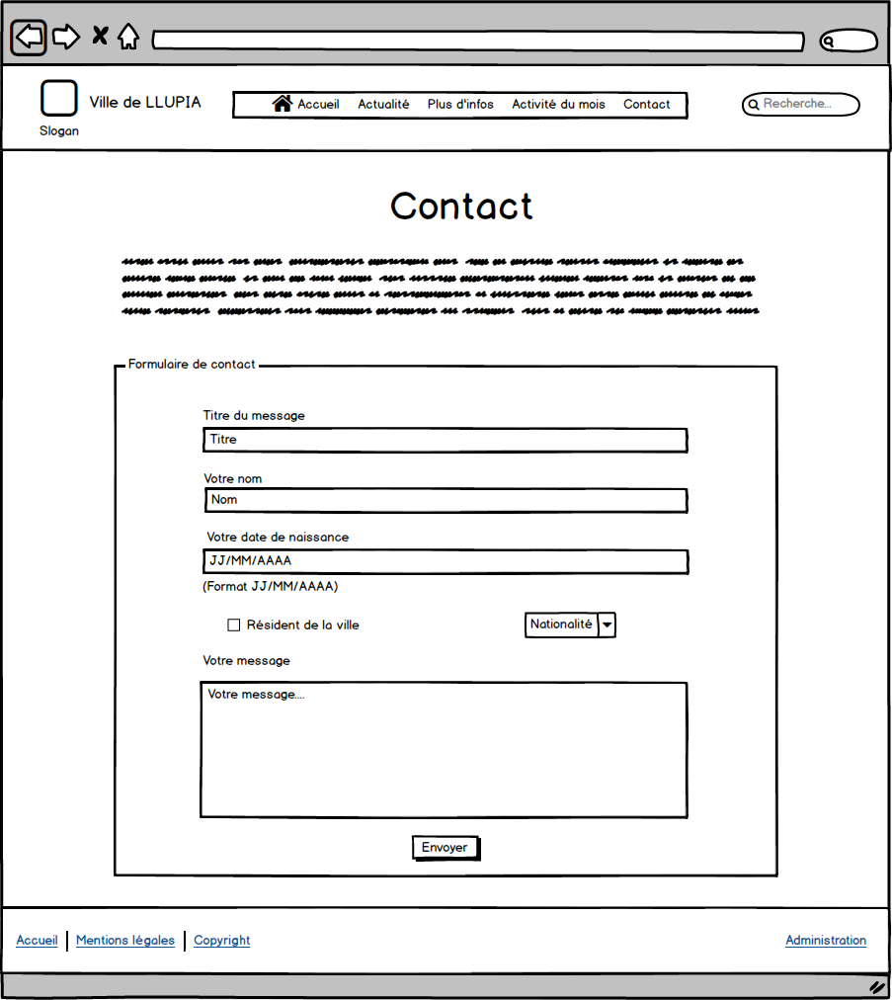 Ville de LLUPIA
Slogan
Accueil Actualité Plus d'infos Activité du mois Contact
Recherche...
Contact
Formulaire de contact
Titre du message
Titre
Votre nom
Nom
Votre date de naissance
JJ/MM/AAAA
(Format JJ/MM/AAAA)
Résident de la ville
Nationalité
Votre message
Votre message....
Envoyer
Accueil Mentions légales Copyright Administration